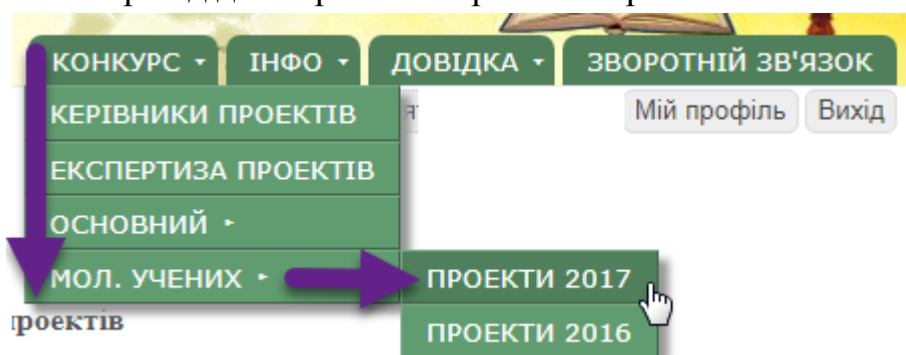 КОНКУРС ІНФО ДОВІДКА ЗВОРОТНІЙ ЗВ'ЯЗОК
КЕРІВНИКИ ПРОЕКТІВ Мій профіль Вихід
ЕКСПЕРТИЗА ПРОЕКТІВ
ОСНОВНИЙ
МОЛ. УЧЕНИХ ПРОЕКТИ 2017
проектів ПРОЕКТИ 2016